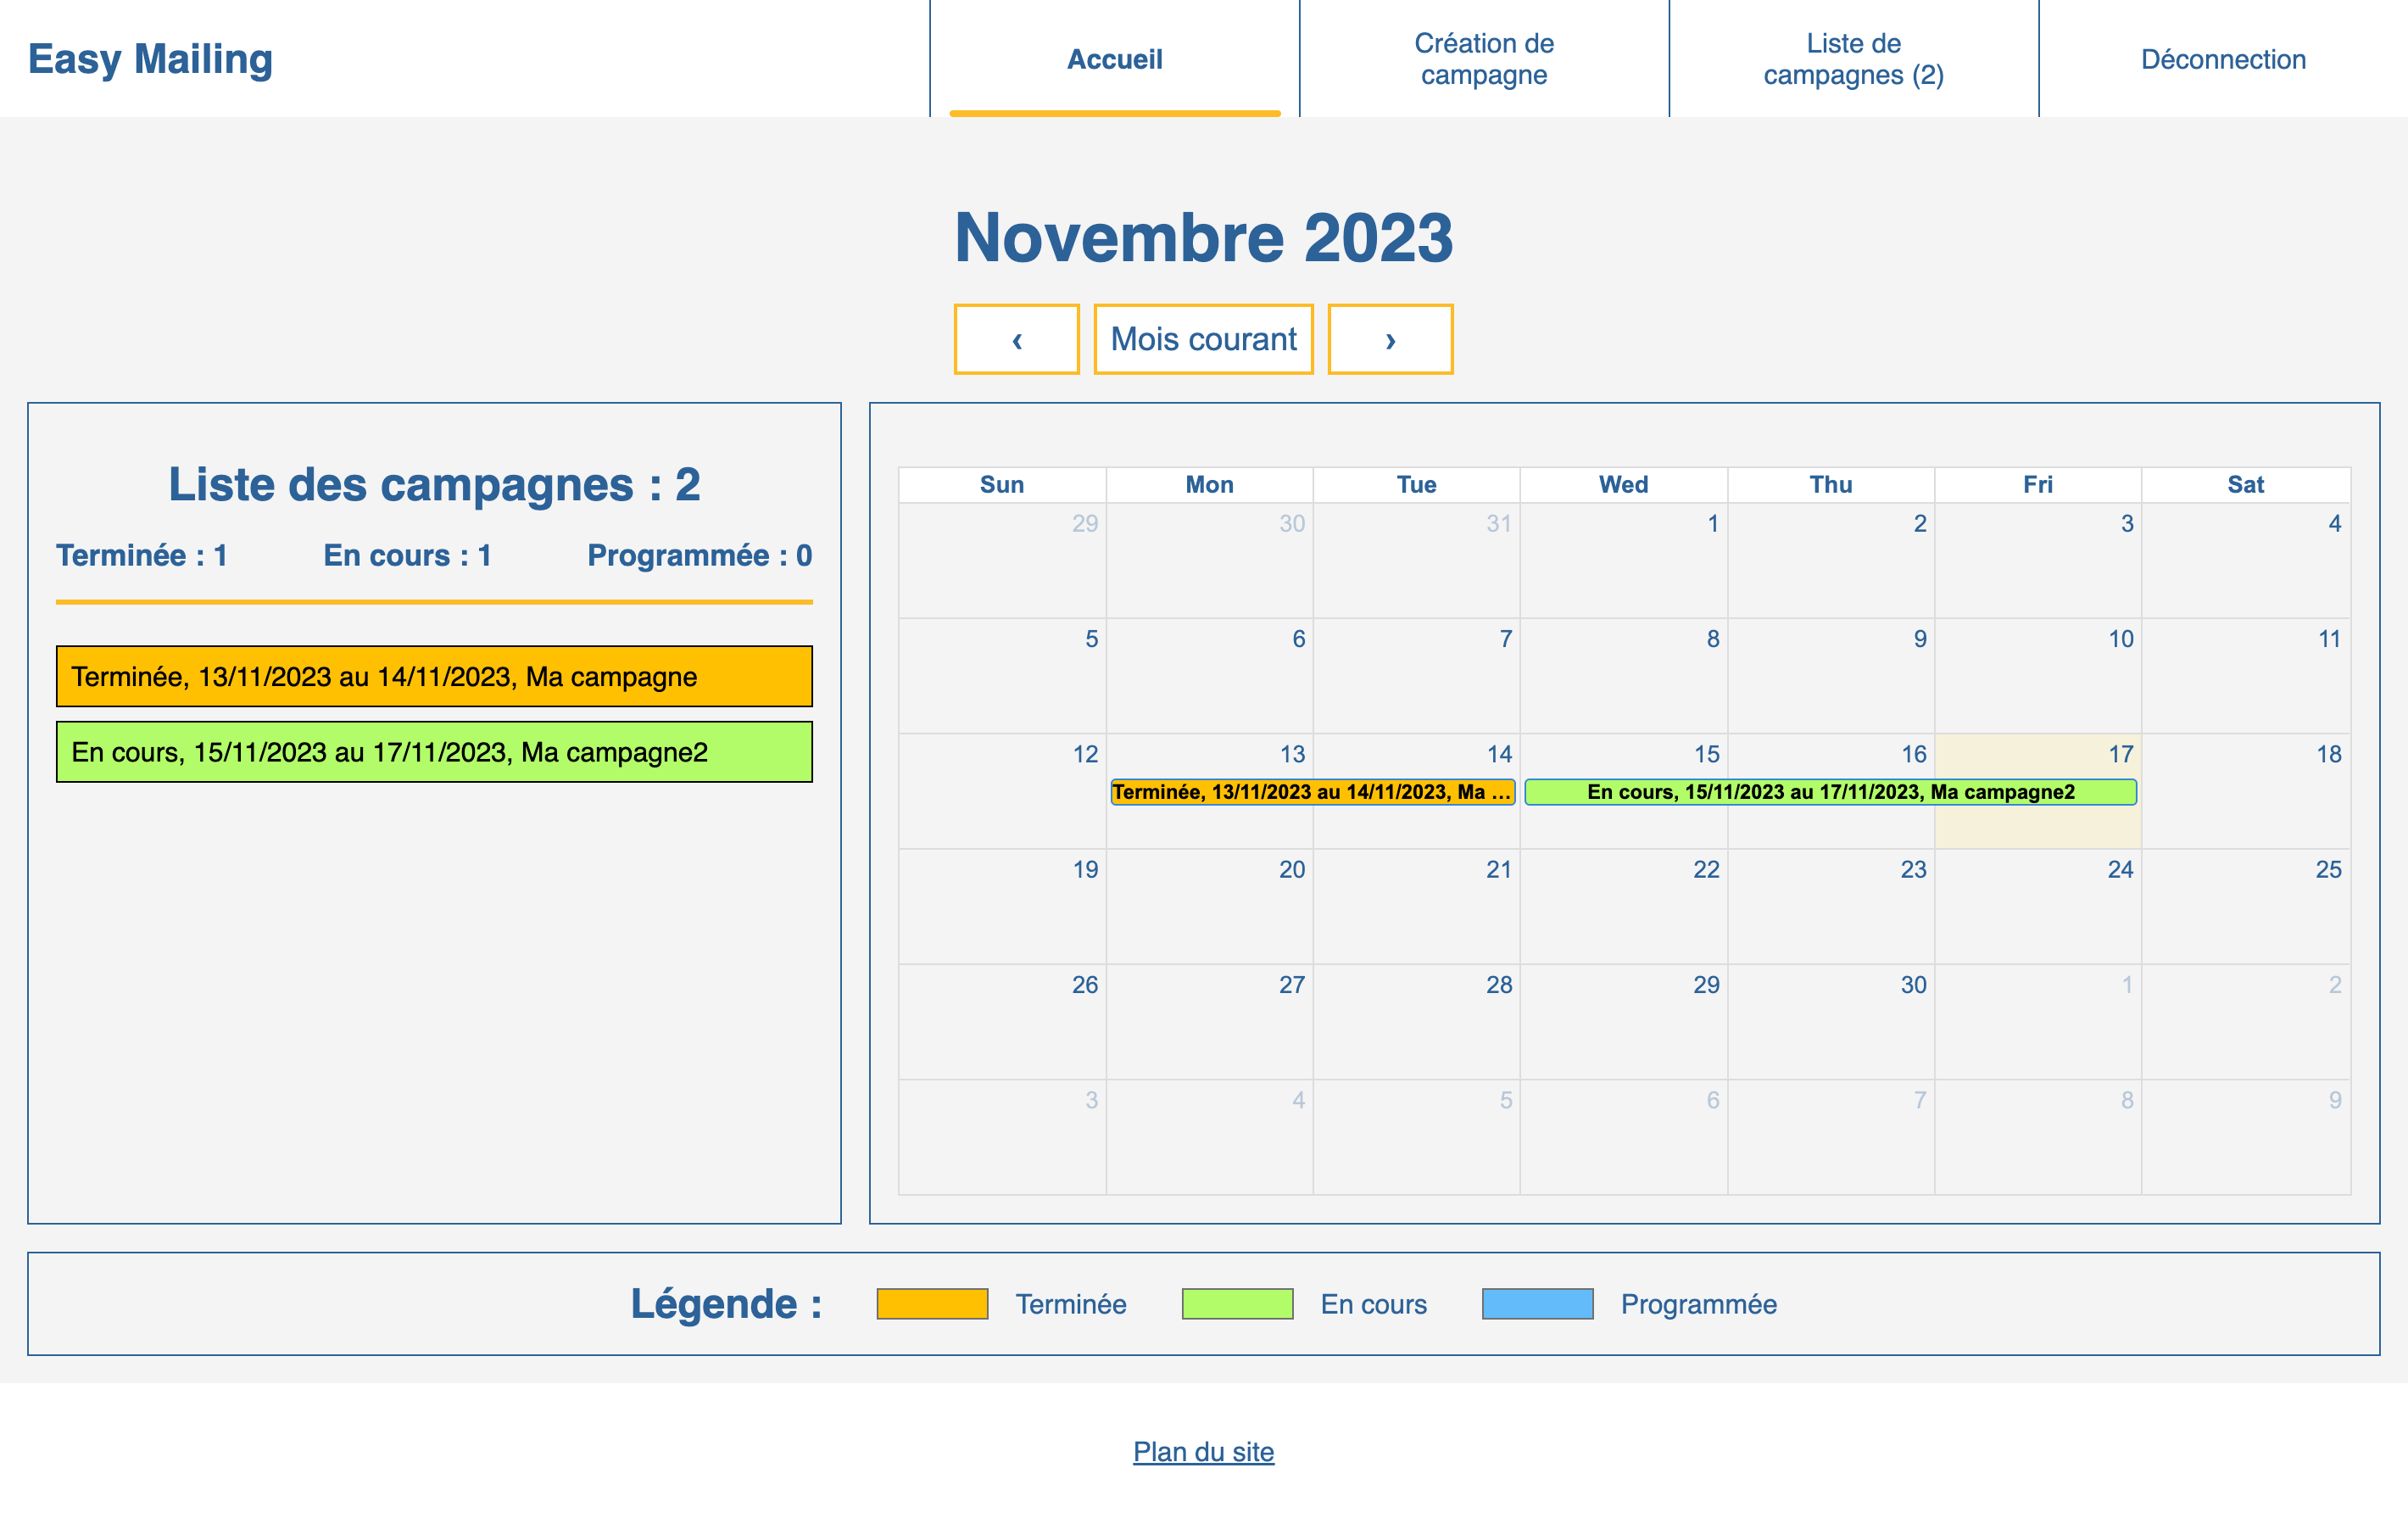 Easy Mailing
Accueil
Création de
campagne
Liste de
campagnes (2)
Déconnection
Novembre 2023
‹
Mois courant
›
Liste des campagnes : 2
Terminée : 1 En cours : 1 Programmée : 0
Terminée, 13/11/2023 au 14/11/2023, Ma campagne
En cours, 15/11/2023 au 17/11/2023, Ma campagne2
Sun Mon Tue Wed Thu Fri Sat
29 30 31 1 2 3 4
5 6 7 8 9 10 11
12 13 14 15 16 17 18
Terminée, 13/11/2023 au 14/11/2023, Ma ... En cours, 15/11/2023 au 17/11/2023, Ma campagne2
19 20 21 22 23 24 25
26 27 28 29 30 1 2
3 4 5 6 7 8 9
Légende : Terminée En cours Programmée
Plan du site